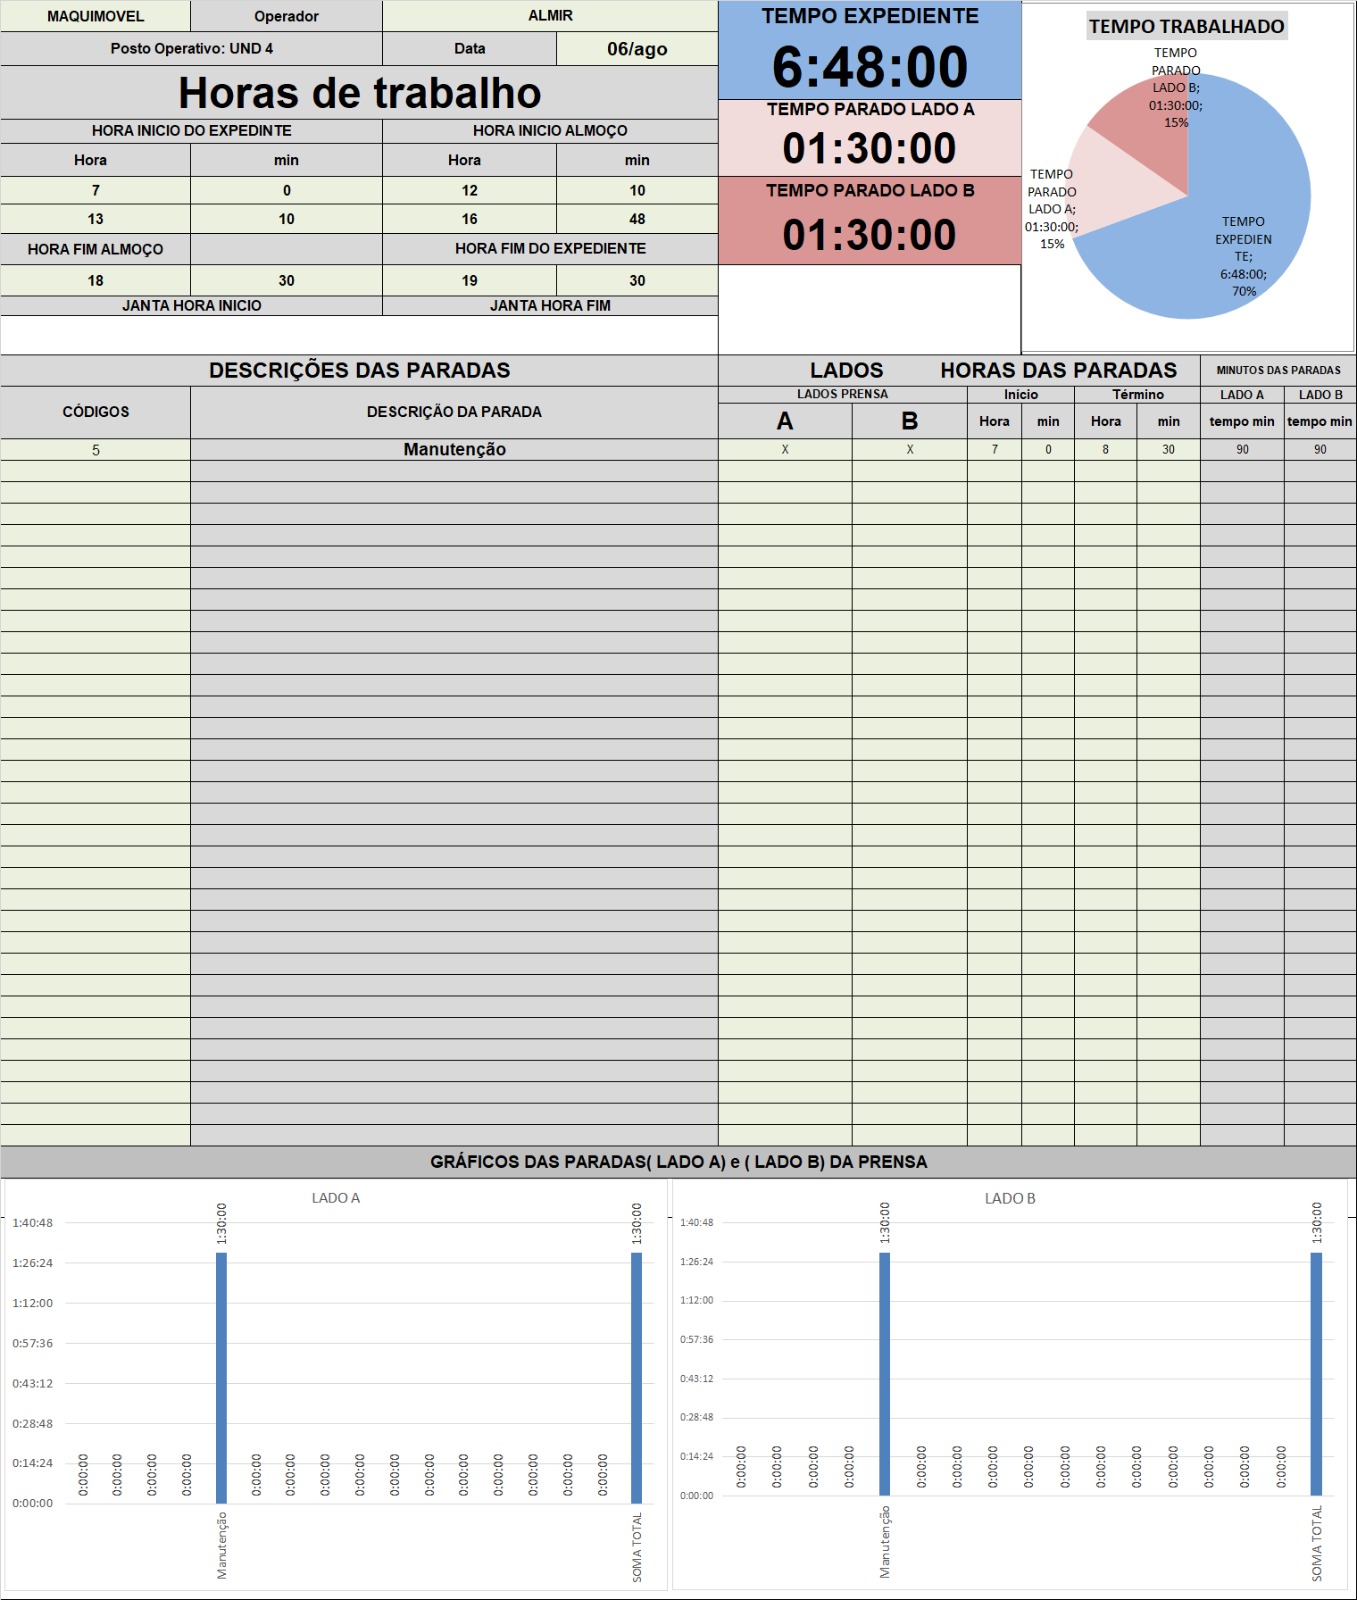 MAQUIMOVEL Operador ALMIR
Posto Operativo: UND 4 Data 06/ago
Horas de trabalho
HORA INICIO DO EXPEDINTE HORA INICIO ALMOÇO
Hora min Hora min
7 0 12 10
13 10 16 48
HORA FIM ALMOÇO HORA FIM DO EXPEDIENTE
18 30 19 30
JANTA HORA INICIO JANTA HORA FIM
TEMPO EXPEDIENTE
6:48:00
TEMPO PARADO LADO A
01:30:00
TEMPO PARADO LADO B
01:30:00
TEMPO TRABALHADO
TEMPO
PARADO
LADO B;
01:30:00;
15%
TEMPO
PARADO
LADO A;
01:30:00;
15%
TEMPO
EXPEDIEN
TE;
6:48:00;
70%
DESCRIÇÕES DAS PARADAS LADOS HORAS DAS PARADAS MINUTOS DAS PARADAS
CÓDIGOS DESCRIÇÃO DA PARADA LADOS PRENSA Início Término LADO A LADO B
A B Hora min Hora min tempo min tempo min
5 Manutenção X X 7 0 8 30 90 90
GRÁFICOS DAS PARADAS( LADO A) e ( LADO B) DA PRENSA
LADO A
1:40:48
1:26:24
1:12:00
0:57:36
0:43:12
0:28:48
0:14:24
0:00:00
0:00:00 0:00:00 0:00:00 0:00:00 1:30:00 0:00:00 0:00:00 0:00:00 0:00:00 0:00:00 0:00:00 0:00:00 0:00:00 0:00:00 0:00:00 0:00:00 1:30:00
Manutenção SOMA TOTAL
LADO B
1:40:48
1:26:24
1:12:00
0:57:36
0:43:12
0:28:48
0:14:24
0:00:00
0:00:00 0:00:00 0:00:00 0:00:00 1:30:00 0:00:00 0:00:00 0:00:00 0:00:00 0:00:00 0:00:00 0:00:00 0:00:00 0:00:00 0:00:00 0:00:00 1:30:00
Manutenção SOMA TOTAL